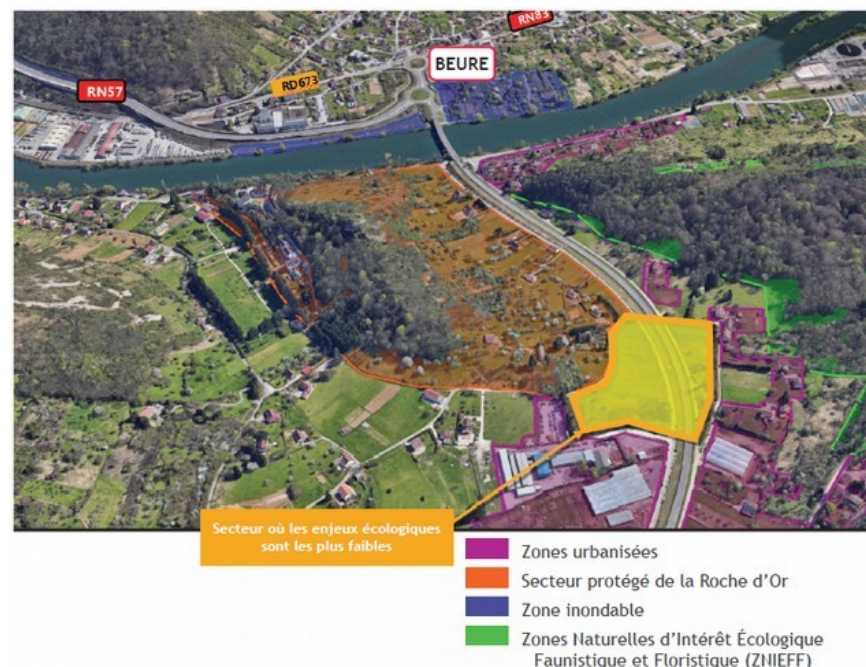 RN83
BEURE
RD673
RN57
Secteur où les enjeux écologiques
sont les plus faibles
Zones urbanisées
Secteur protégé de la Roche d'Or
Zone inondable
Zones Naturelles d'Intérêt Écologique
Faunistique et Floristique (ZNIEFF)